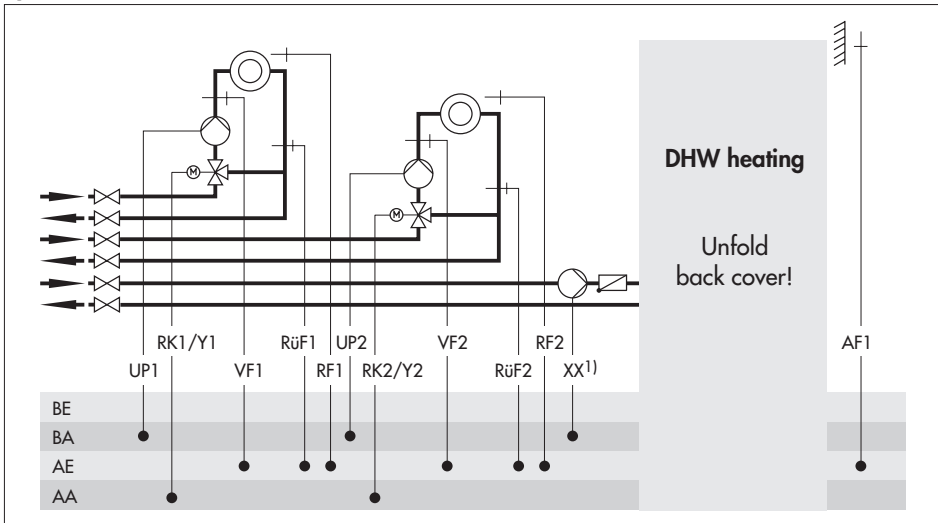 M
M
DHW heating
Unfold
back cover!
RK1/Y1 RüF1 UP2 VF2 RF2 AF1
UP1 VF1 RF1 RK2/Y2 RüF2 XX1)
BE
BA
AE
AA